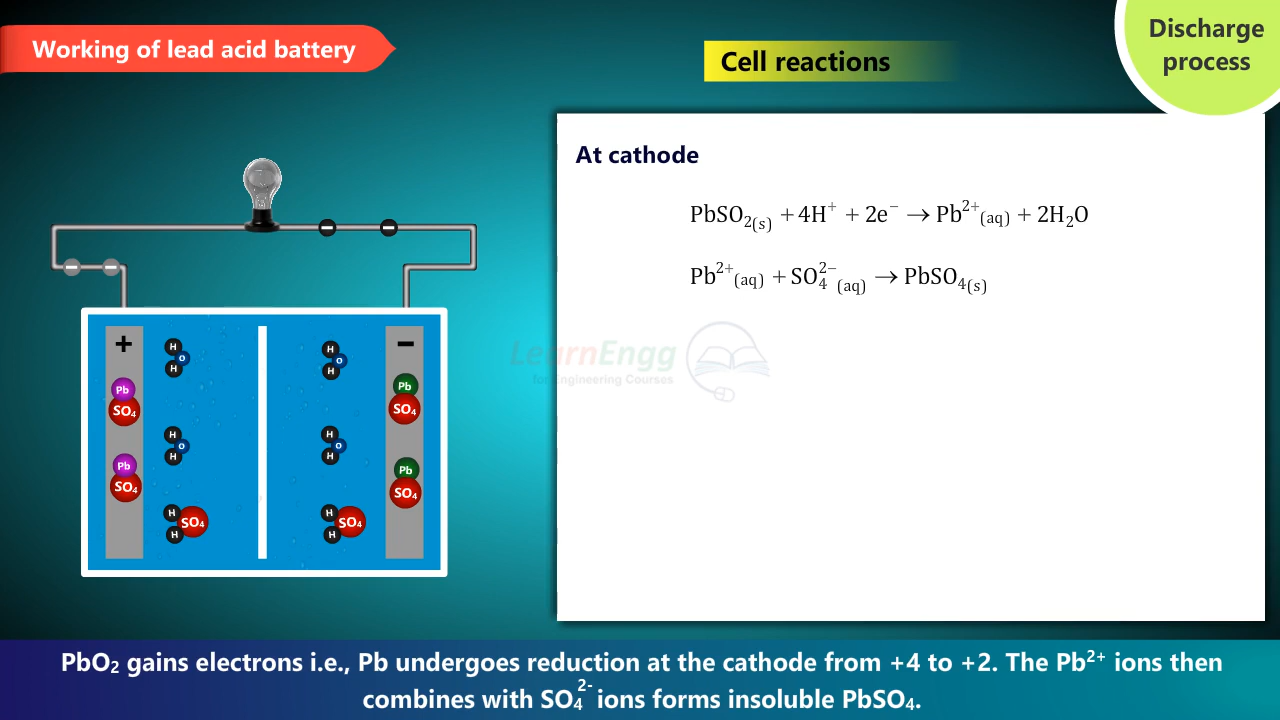 Working of lead acid battery
Discharge
process
Cell reactions
At cathode
PbSO₂(s) + 4H⁺ + 2e⁻ → Pb²⁺(aq) + 2H₂O
Pb²⁺(aq) + SO₄²⁻(aq) → PbSO₄(s)
LearnEngg
for Engineering Courses
+
−
H
O
H
H
O
H
Pb
SO₄
Pb
SO₄
H
O
H
H
O
H
Pb
SO₄
Pb
SO₄
H
SO₄
H
H
SO₄
H
PbO₂ gains electrons i.e., Pb undergoes reduction at the cathode from +4 to +2. The Pb²⁺ ions then
combines with SO₄²⁻ ions forms insoluble PbSO₄.